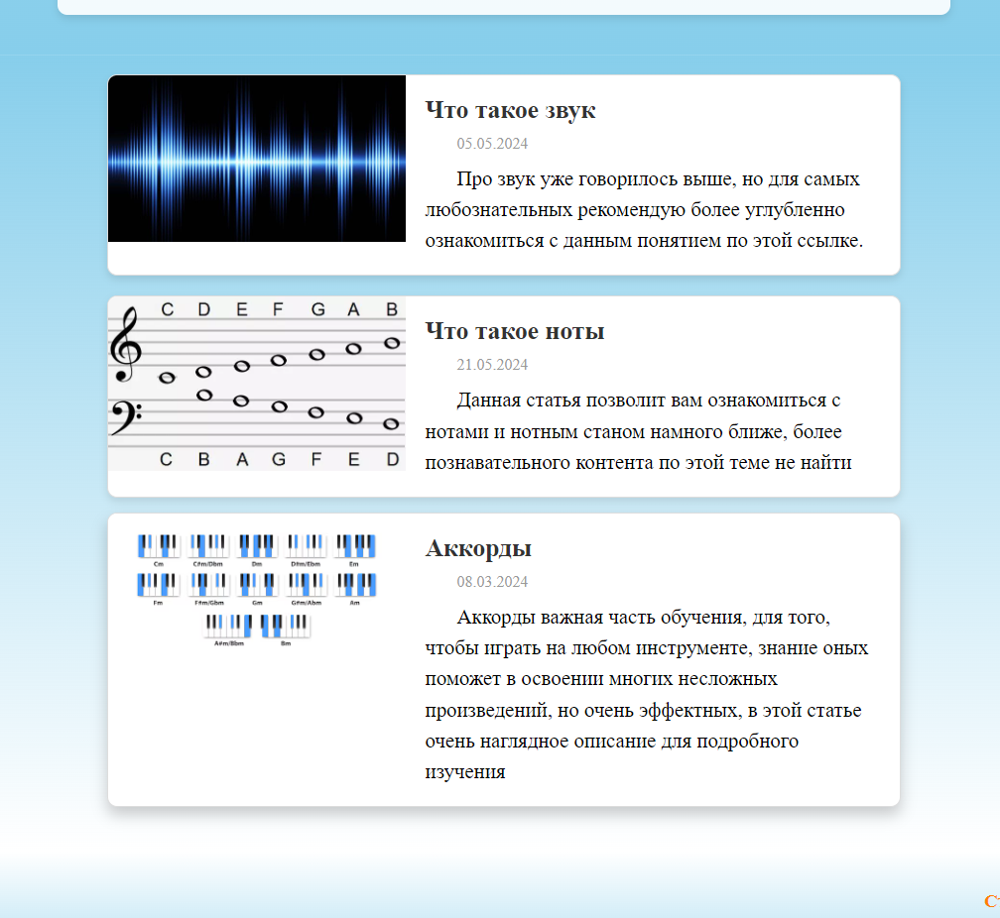 Что такое звук
05.05.2024
Про звук уже говорилось выше, но для самых
любознательных рекомендую более углубленно
ознакомиться с данным понятием по этой ссылке.
C D E F G A B
C B A G F E D
Что такое ноты
21.05.2024
Данная статья позволит вам ознакомиться с
нотами и нотным станом намного ближе, более
познавательного контента по этой теме не найти
Cm C#m/Dbm Dm D#m/Ebm Em
Fm F#m/Gbm Gm G#m/Abm Am
A#m/Bbm Bm
Аккорды
08.03.2024
Аккорды важная часть обучения, для того,
чтобы играть на любом инструменте, знание оных
поможет в освоении многих несложных
произведений, но очень эффектных, в этой статье
очень наглядное описание для подробного
изучения